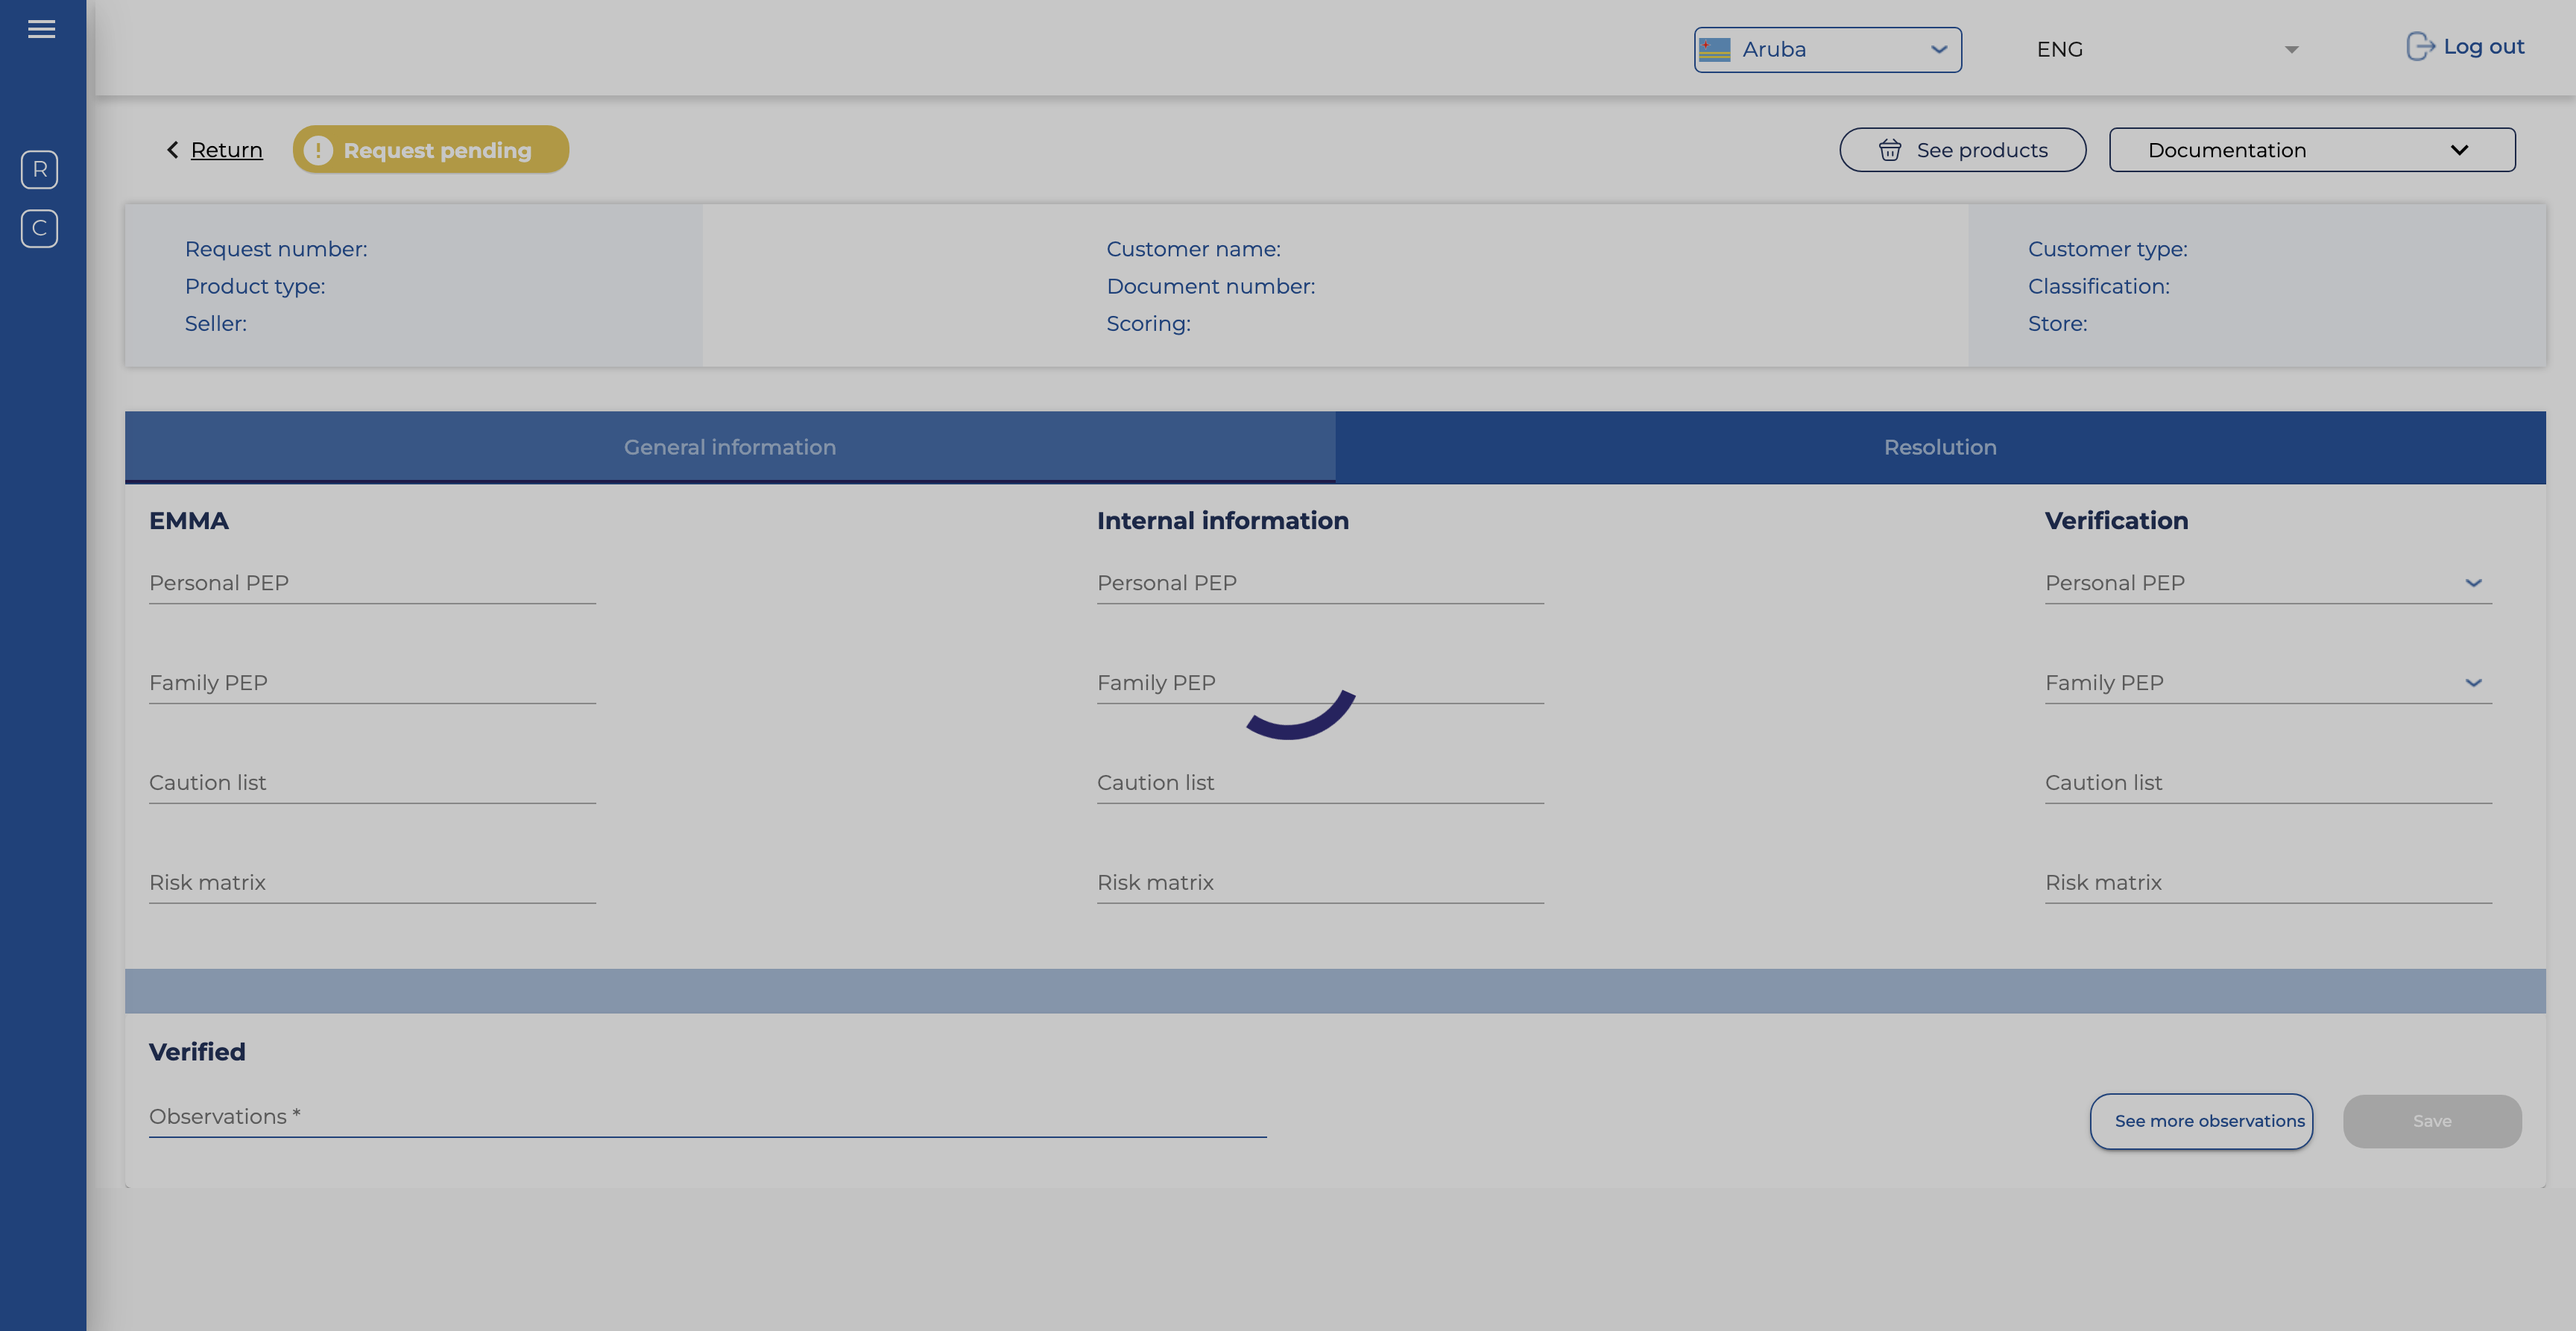 Aruba
ENG
Log out
R
C
Return
Request pending
See products
Documentation
Request number:
Product type:
Seller:
Customer name:
Document number:
Scoring:
Customer type:
Classification:
Store:
General information
Resolution
EMMA
Personal PEP
Family PEP
Caution list
Risk matrix
Internal information
Personal PEP
Family PEP
Caution list
Risk matrix
Verification
Personal PEP
Family PEP
Caution list
Risk matrix
Verified
Observations *
See more observations
Save